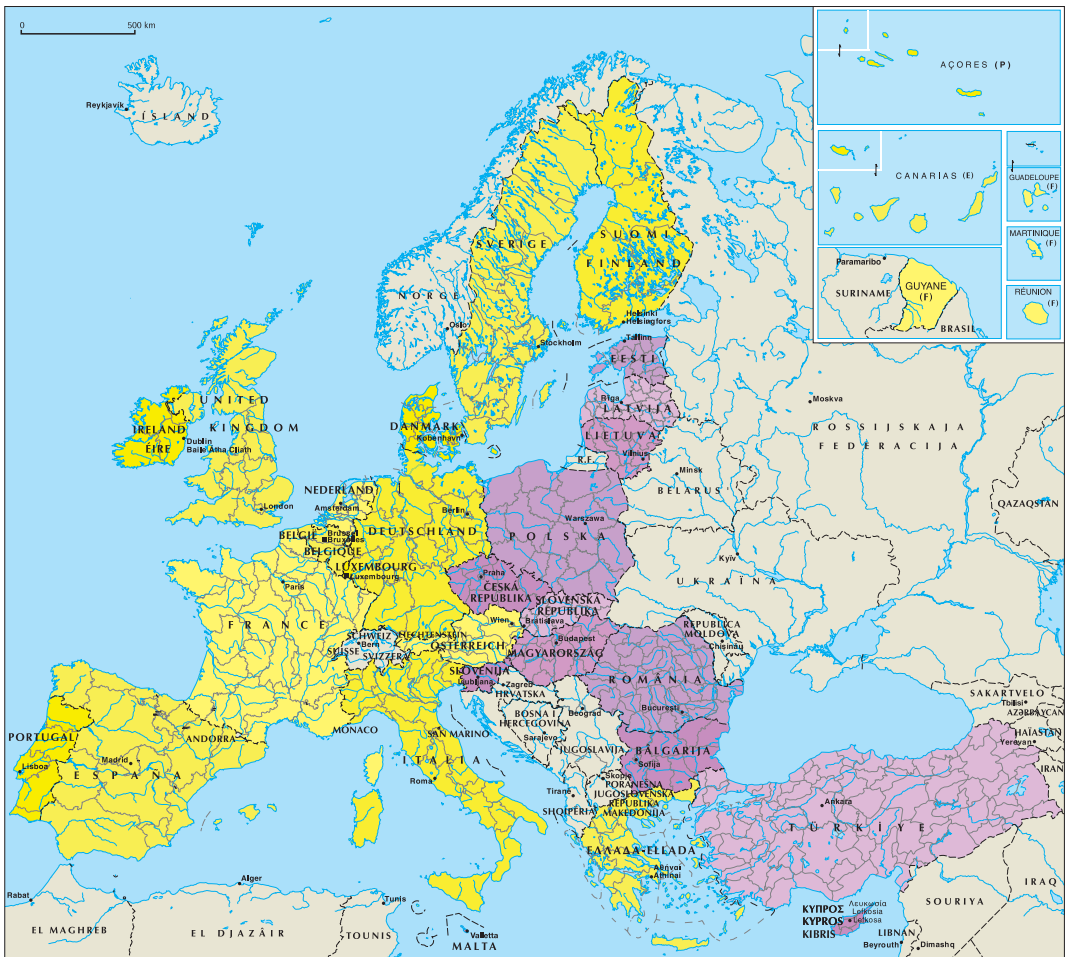 0 500 km
AÇORES (P)
CANARIAS (E)
GUADELOUPE
(F)
MARTINIQUE
(F)
RÉUNION
(F)
Paramaribo
SURINAME
GUYANE
(F)
BRASIL
Reykjavík
ÍSLAND
SVERIGE
SUOMI
FINLAND
NORGE
Oslo
Helsinki
Helsingfors
Stockholm
Tallinn
EESTI
Rīga
LATVIJA
LIETUVA
Vilnius
R.F.
Moskva
ROSSIJSKAJA
FEDERACIJA
QAZAQSTAN
Minsk
BELARUS
UNITED
KINGDOM
IRELAND
EIRE
Dublin
Baile Átha Cliath
London
DANMARK
København
NEDERLAND
Amsterdam
BELGIË
BELGIQUE
Brussel
Bruxelles
LUXEMBOURG
Luxembourg
Berlin
DEUTSCHLAND
Warszawa
POLSKA
Kyïv
UKRAÏNA
Praha
ČESKÁ
REPUBLIKA
SLOVENSKÁ
REPUBLIKA
Bratislava
Wien
ÖSTERREICH
LIECHTENSTEIN
SCHWEIZ
Bern
SUISSE
SVIZZERA
Paris
FRANCE
Budapest
MAGYARORSZÁG
REPUBLICA
MOLDOVA
Chisinau
ROMÂNIA
Bucureşti
SLOVENIJA
Ljubljana
Zagreb
HRVATSKA
BOSNA I
HERCEGOVINA
Sarajevo
Beograd
JUGOSLAVIJA
BĂLGARIJA
Sofija
Skopje
PORANEŠNA
JUGOSLOVENSKA
REPUBLIKA
MAKEDONIJA
Tiranë
SHQIPËRIA
MONACO
SAN MARINO
ITALIA
Roma
ANDORRA
PORTUGAL
Lisboa
Madrid
ESPAÑA
ΕΛΛΑΔΑ-ELLADA
Αθήναι
Athinai
Ankara
TÜRKİYE
SAKARTVELO
Tbilisi
AZƏRBAYCAN
HAÏASTAN
Yerevan
IRAN
IRAQ
SOURIYA
ΚΥΠΡΟΣ
KYPROS
KIBRIS
Λευκωσία
Lefkosia
Lefkosa
LIBNAN
Beyrouth
Dimashq
Rabat
EL MAGHREB
Alger
EL DJAZÂIR
Tunis
TOUNIS
Valletta
MALTA